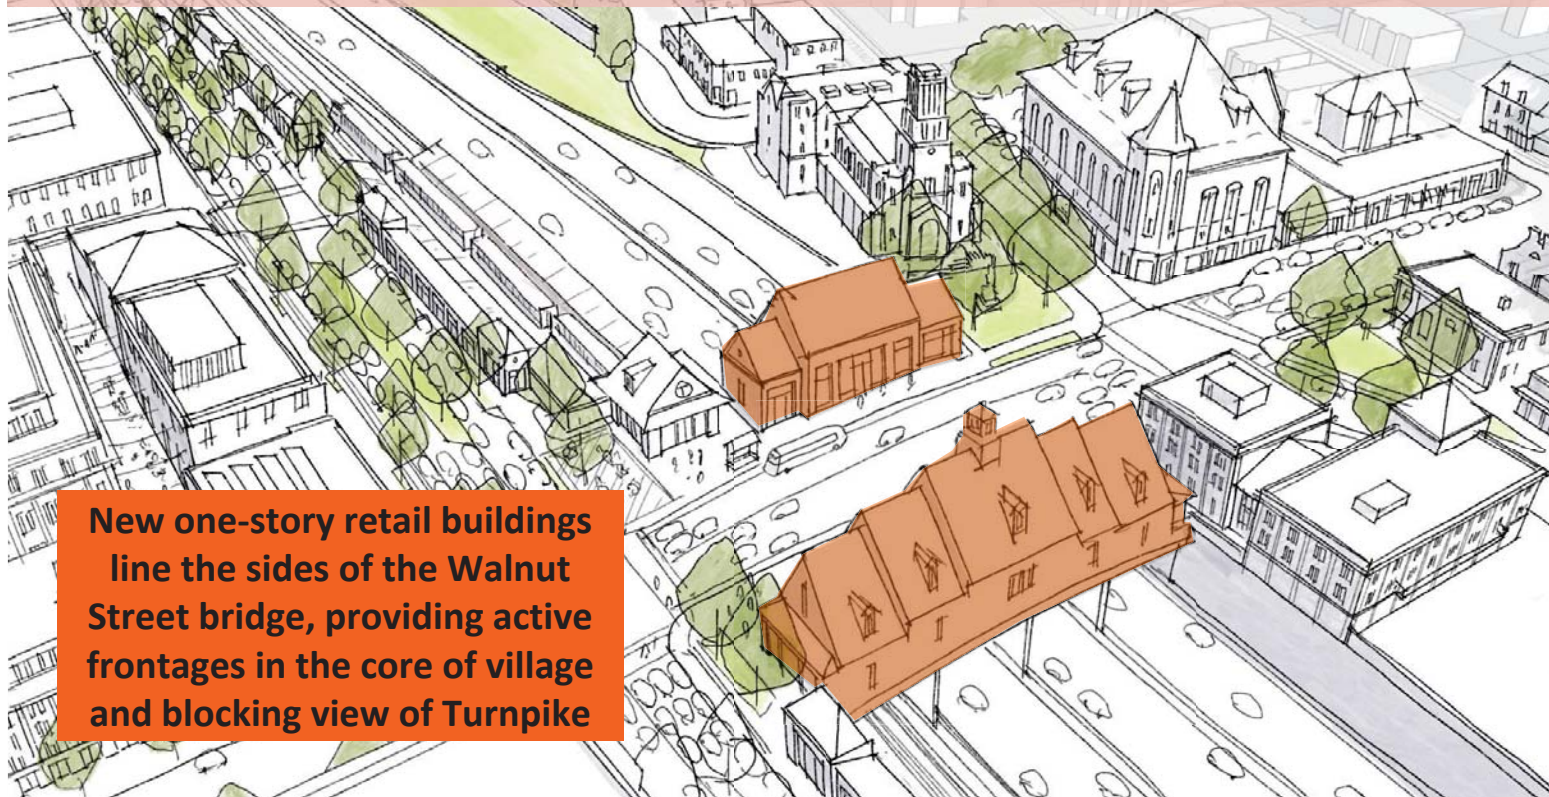 New one-story retail buildings
line the sides of the Walnut
Street bridge, providing active
frontages in the core of village
and blocking view of Turnpike